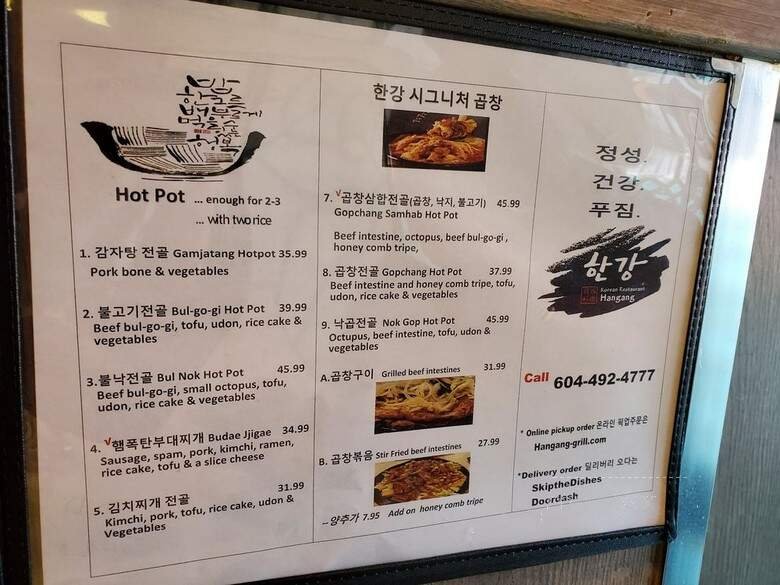 Hot Pot ... enough for 2-3
... with two rice
1. 감자탕 전골 Gamjatang Hotpot 35.99
Pork bone & vegetables
2. 불고기전골 Bul-go-gi Hot Pot 39.99
Beef bul-go-gi, tofu, udon, rice cake &
vegetables
3.불낙전골 Bul Nok Hot Pot 45.99
Beef bul-go-gi, small octopus, tofu,
udon, rice cake & vegetables
4. √햄폭탄부대찌개 Budae Jjigae 34.99
Sausage, spam, pork, kimchi, ramen,
rice cake, tofu & a slice cheese
31.99
5. 김치찌개 전골
Kimchi, pork, tofu, rice cake, udon &
Vegetables
한강 시그니처 곱창
7. √곱창삼합전골(곱창, 낙지, 불고기) 45.99
Gopchang Samhab Hot Pot
Beef intestine, octopus, beef bul-go-gi ,
honey comb tripe,
8. 곱창전골 Gopchang Hot Pot 37.99
Beef intestine and honey comb tripe, tofu,
udon, rice cake & vegetables
9. 낙곱전골 Nok Gop Hot Pot 45.99
Octupus, beef intestine, tofu, udon &
vegetables
A.곱창구이 Grilled beef intestines 31.99
B. 곱창볶음 Stir Fried beef intestines 27.99
--양추가 7.95 Add on honey comb tripe
정성.
건강.
푸짐.
한강
Korean Restaurant
Hangang
Call 604-492-4777
* Online pickup order 온라인 픽업주문은
Hangang-grill.com
*Delivery order 딜리버리 오다는
SkiptheDishes
Doordash